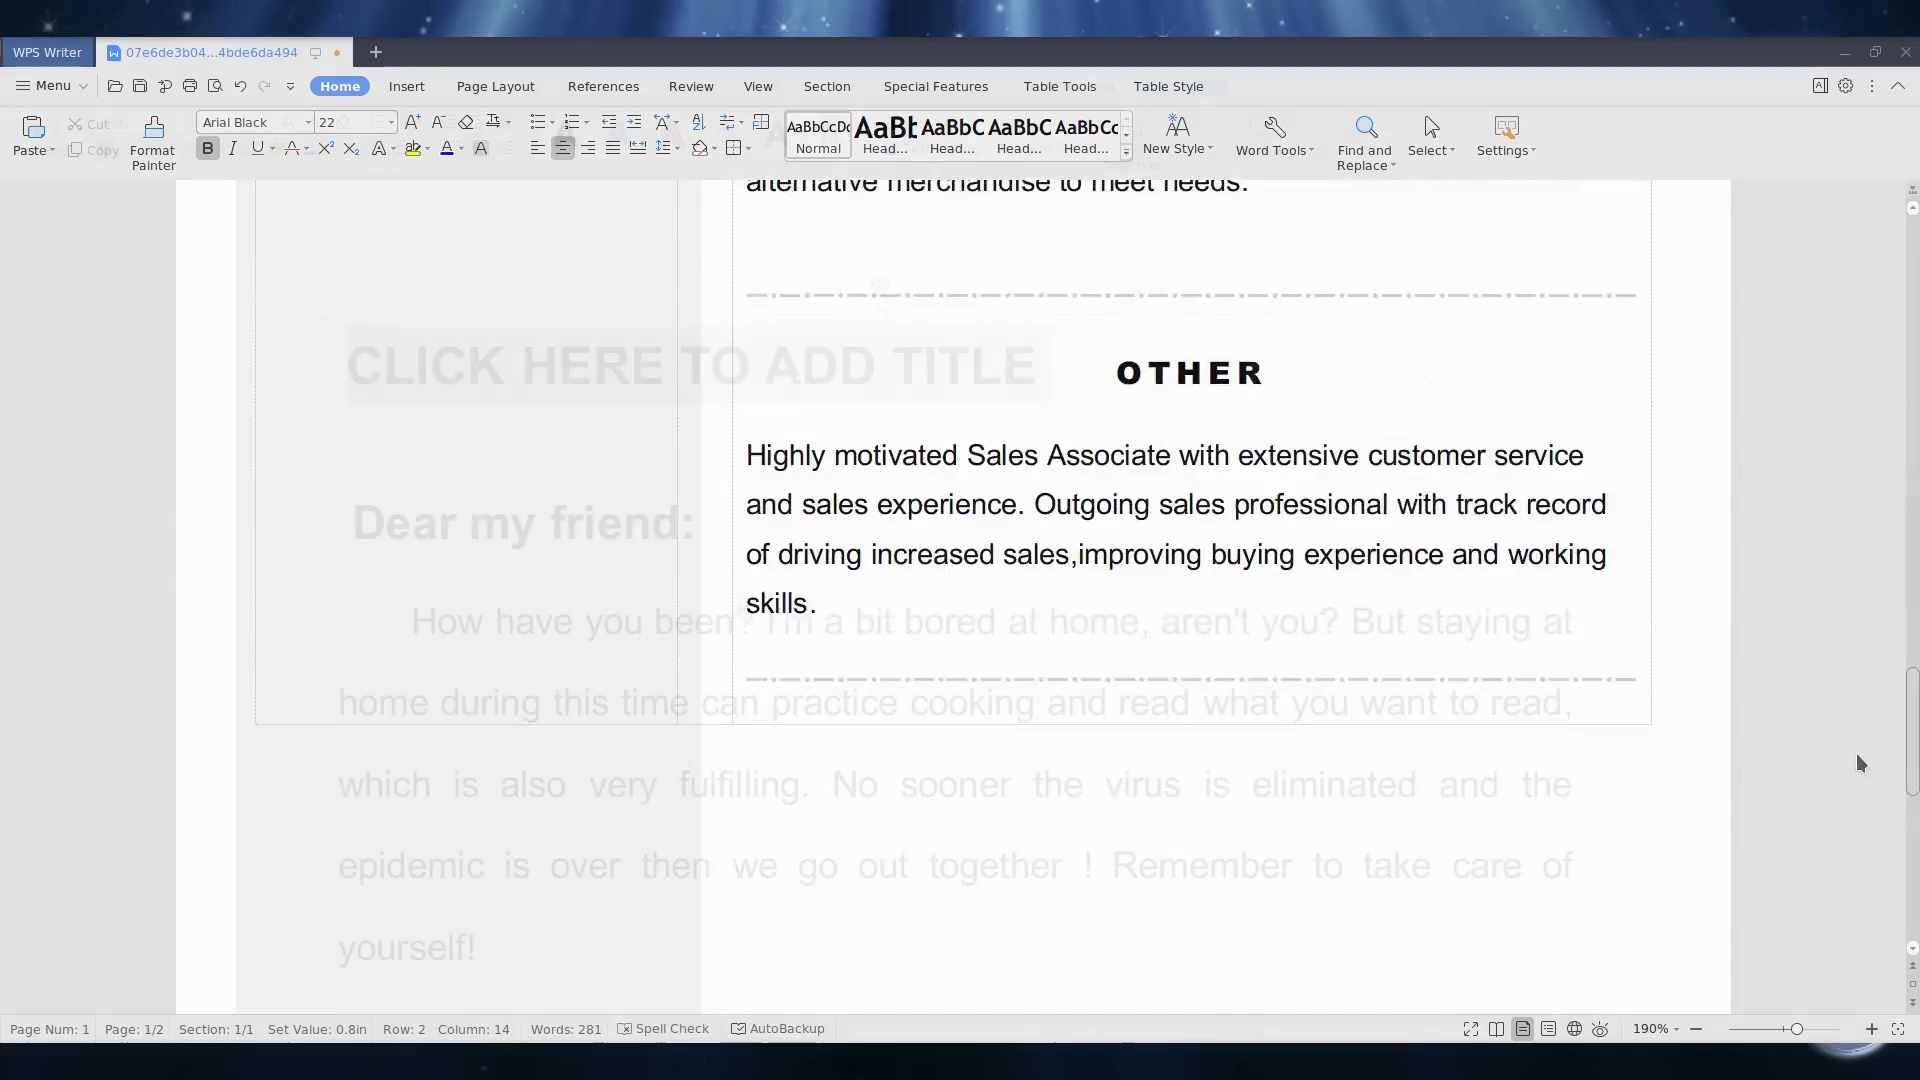 WPS Writer
07e6de3b04...4bde6da494
Menu
Home
Insert
Page Layout
References
Review
View
Section
Special Features
Table Tools
Table Style
Paste
Cut
Copy
Format
Painter
Arial Black
22
AaBbCcDc
Normal
AaBb
Head...
AaBbC
Head...
AaBbC
Head...
AaBbCc
Head...
New Style
Word Tools
Find and
Replace
Select
Settings
alternative merchandise to meet needs.
CLICK HERE TO ADD TITLE
OTHER
Highly motivated Sales Associate with extensive customer service
and sales experience. Outgoing sales professional with track record
of driving increased sales,improving buying experience and working
skills.
Dear my friend:
How have you been? I'm a bit bored at home, aren't you? But staying at
home during this time can practice cooking and read what you want to read,
which is also very fulfilling. No sooner the virus is eliminated and the
epidemic is over then we go out together ! Remember to take care of
yourself!
Page Num: 1
Page: 1/2
Section: 1/1
Set Value: 0.8in
Row: 2
Column: 14
Words: 281
Spell Check
AutoBackup
190%